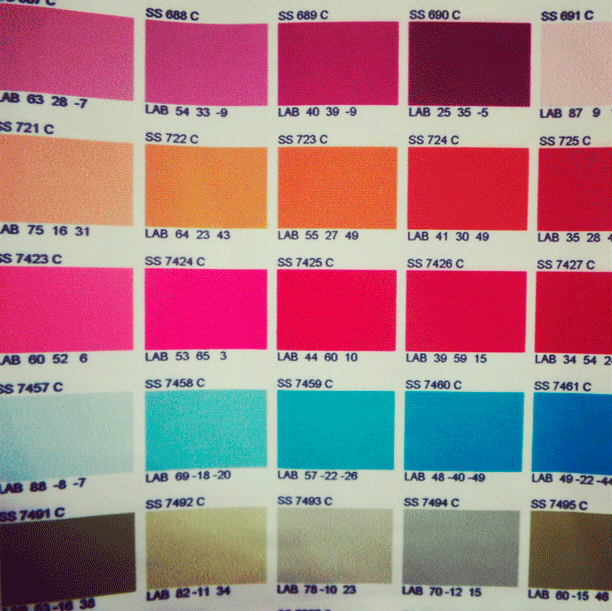 SS 688 C
SS 689 C
SS 690 C
SS 691 C
LAB 63 28 -7
LAB 54 33 -9
LAB 40 39 -9
LAB 25 35 -5
LAB 87 9
SS 721 C
SS 722 C
SS 723 C
SS 724 C
SS 725 C
LAB 75 16 31
LAB 64 23 43
LAB 55 27 49
LAB 41 30 49
LAB 35 28
SS 7423 C
SS 7424 C
SS 7425 C
SS 7426 C
SS 7427 C
LAB 60 52 6
LAB 53 65 3
LAB 44 60 10
LAB 39 59 15
LAB 34 54
SS 7457 C
SS 7458 C
SS 7459 C
SS 7460 C
SS 7461 C
LAB 88 -8 -7
LAB 69 -18 -20
LAB 57 -22 -26
LAB 48 -40 -49
LAB 49 -22 -44
SS 7491 C
SS 7492 C
SS 7493 C
SS 7494 C
SS 7495 C
LAB 82 -11 34
LAB 78 -10 23
LAB 70 -12 15
LAB 60 -15 46